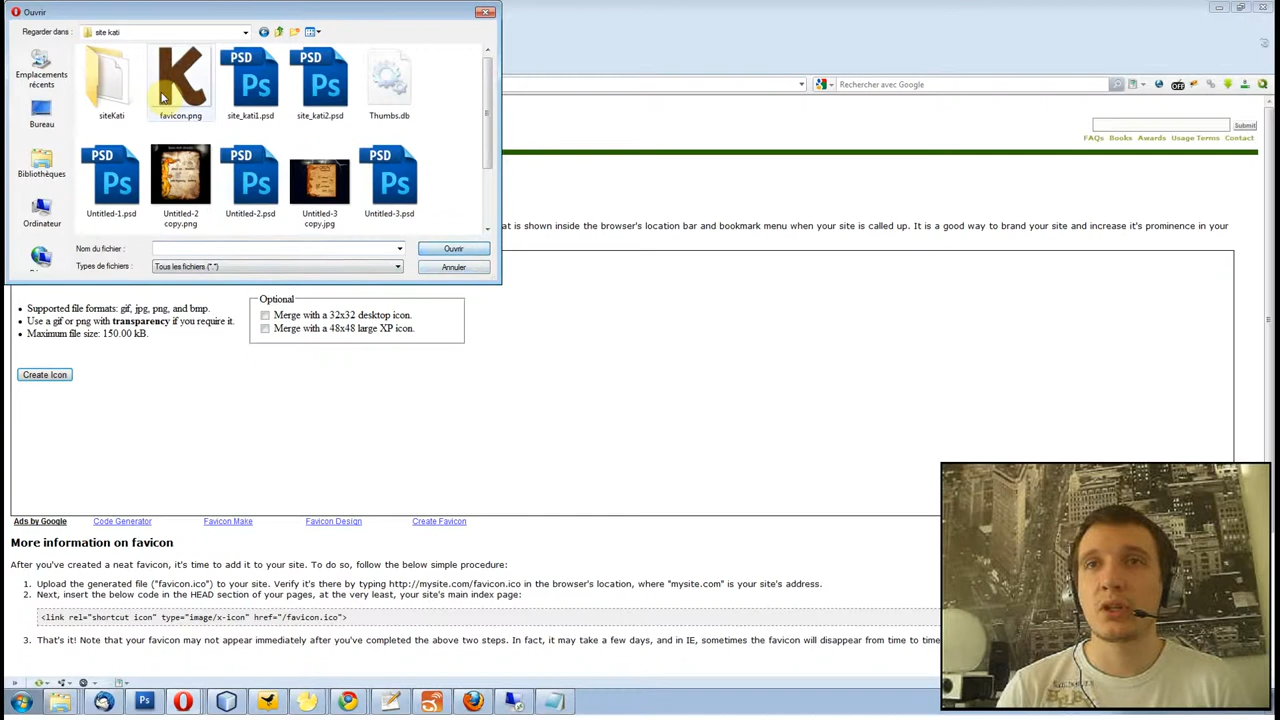 Ouvrir
Regarder dans :
site kati
Emplacements récents
Bureau
Bibliothèques
Ordinateur
siteKati
favicon.png
site_kati1.psd
site_kati2.psd
Thumbs.db
PSD
Ps
PSD
Ps
Untitled-1.psd
Untitled-2 copy.png
Untitled-2.psd
Untitled-3 copy.jpg
Untitled-3.psd
PSD
Ps
PSD
Ps
PSD
Ps
Nom du fichier :
Ouvrir
Types de fichiers :
Tous les fichiers (*.*)
Annuler
Rechercher avec Google
Submit
FAQs Books Awards Usage Terms Contact
at is shown inside the browser's location bar and bookmark menu when your site is called up. It is a good way to brand your site and increase it's prominence in your
Supported file formats: gif, jpg, png, and bmp.
Use a gif or png with transparency if you require it.
Maximum file size: 150.00 kB.
Optional
Merge with a 32x32 desktop icon.
Merge with a 48x48 large XP icon.
Create Icon
Ads by Google Code Generator Favicon Make Favicon Design Create Favicon
More information on favicon
After you've created a neat favicon, it's time to add it to your site. To do so, follow the below simple procedure:
1. Upload the generated file ("favicon.ico") to your site. Verify it's there by typing http://mysite.com/favicon.ico in the browser's location, where "mysite.com" is your site's address.
2. Next, insert the below code in the HEAD section of your pages, at the very least, your site's main index page:
<link rel="shortcut icon" type="image/x-icon" href="/favicon.ico">
3. That's it! Note that your favicon may not appear immediately after you've completed the above two steps. In fact, it may take a few days, and in IE, sometimes the favicon will disappear from time to time
Ps